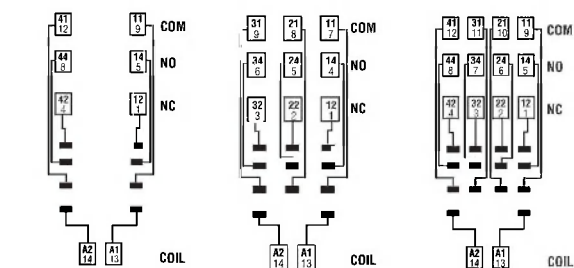 41 11 COM
12 9
44 14 NO
8 5
42 12 NC
4 1
A2 A1 COIL
14 13
31 21 11 COM
9 8 7
34 24 14 NO
6 5 4
32 22 12 NC
3 2 1
A2 A1 COIL
14 13
41 31 21 11 COM
12 11 10 9
44 34 24 14 NO
8 7 6 5
42 32 22 12 NC
4 3 2 1
A2 A1 COIL
14 13